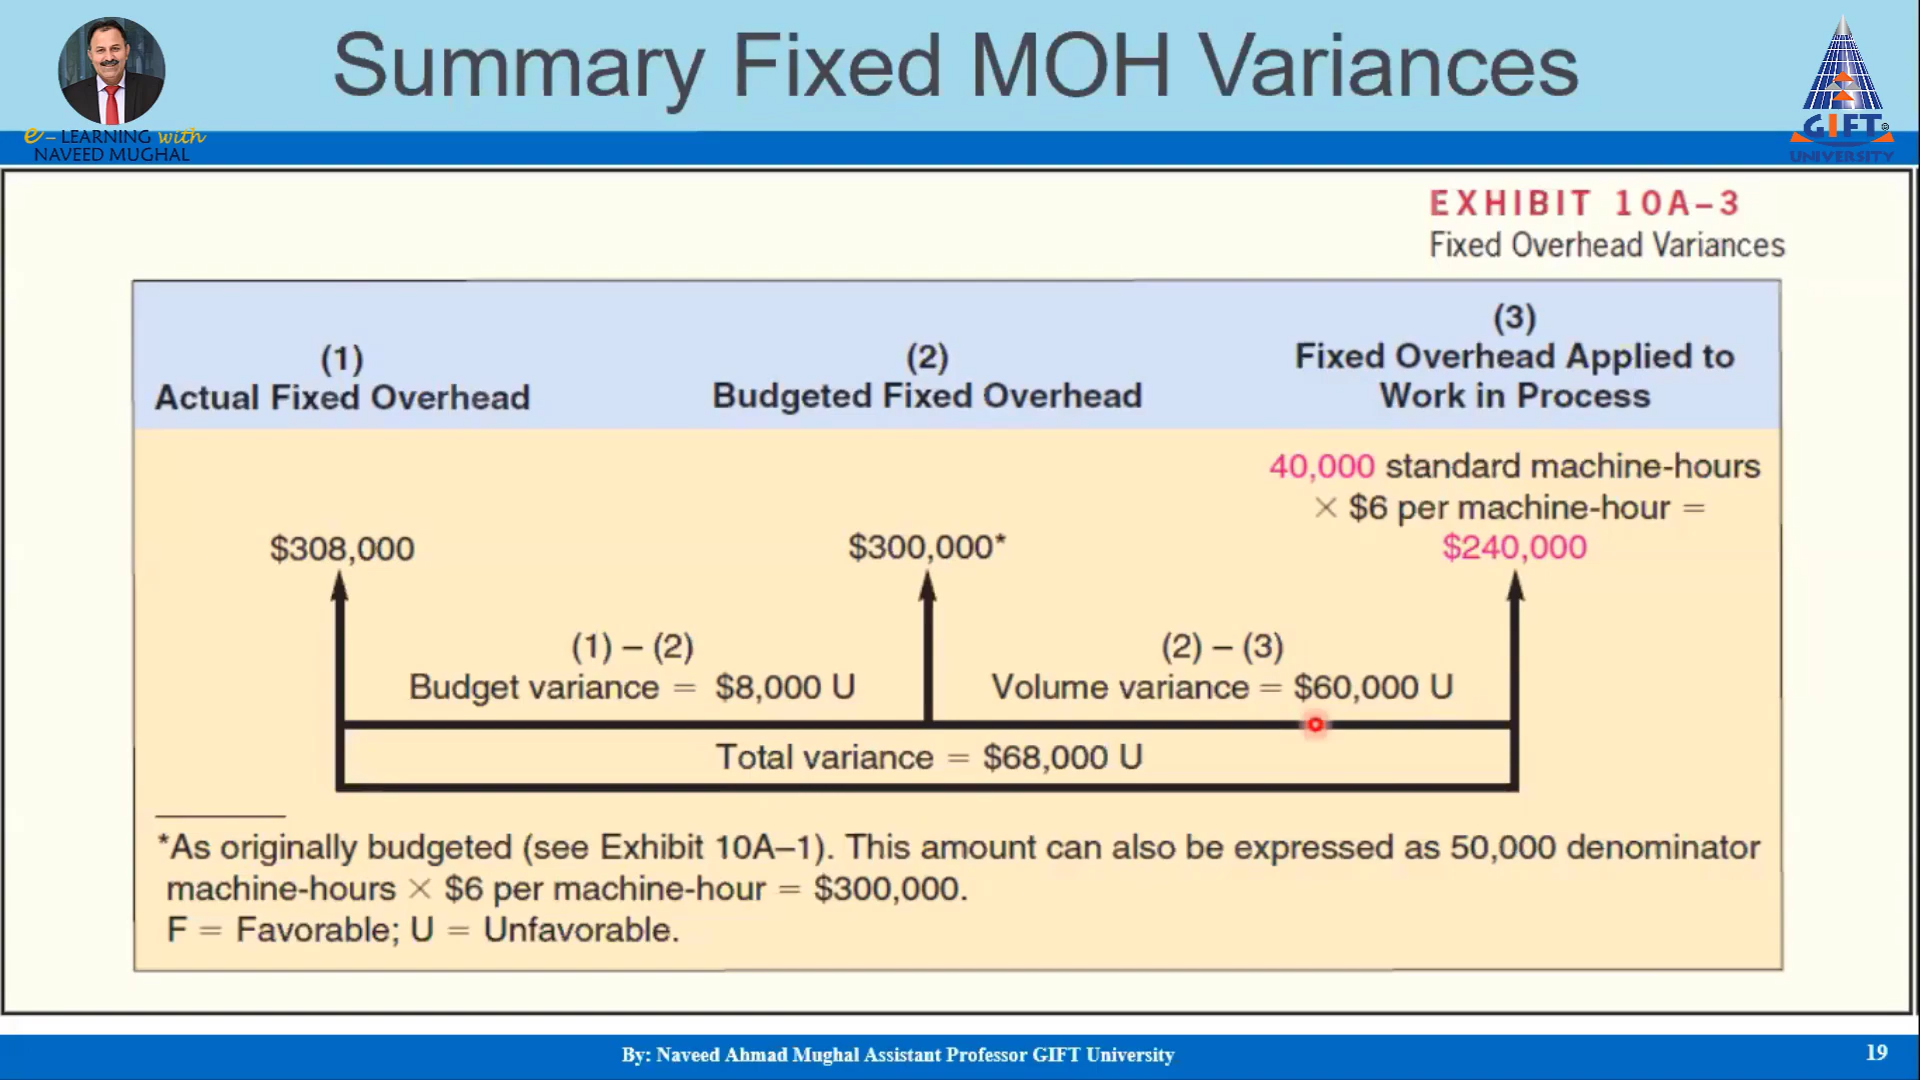 Summary Fixed MOH Variances
e – LEARNING with
NAVEED MUGHAL
GIFT©
UNIVERSITY
EXHIBIT 10A–3
Fixed Overhead Variances
(1)
Actual Fixed Overhead
(2)
Budgeted Fixed Overhead
(3)
Fixed Overhead Applied to
Work in Process
40,000 standard machine-hours
× $6 per machine-hour =
$308,000
$300,000*
$240,000
(1) – (2)
Budget variance = $8,000 U
(2) – (3)
Volume variance = $60,000 U
Total variance = $68,000 U
*As originally budgeted (see Exhibit 10A–1). This amount can also be expressed as 50,000 denominator
machine-hours × $6 per machine-hour = $300,000.
F = Favorable; U = Unfavorable.
By: Naveed Ahmad Mughal Assistant Professor GIFT University
19